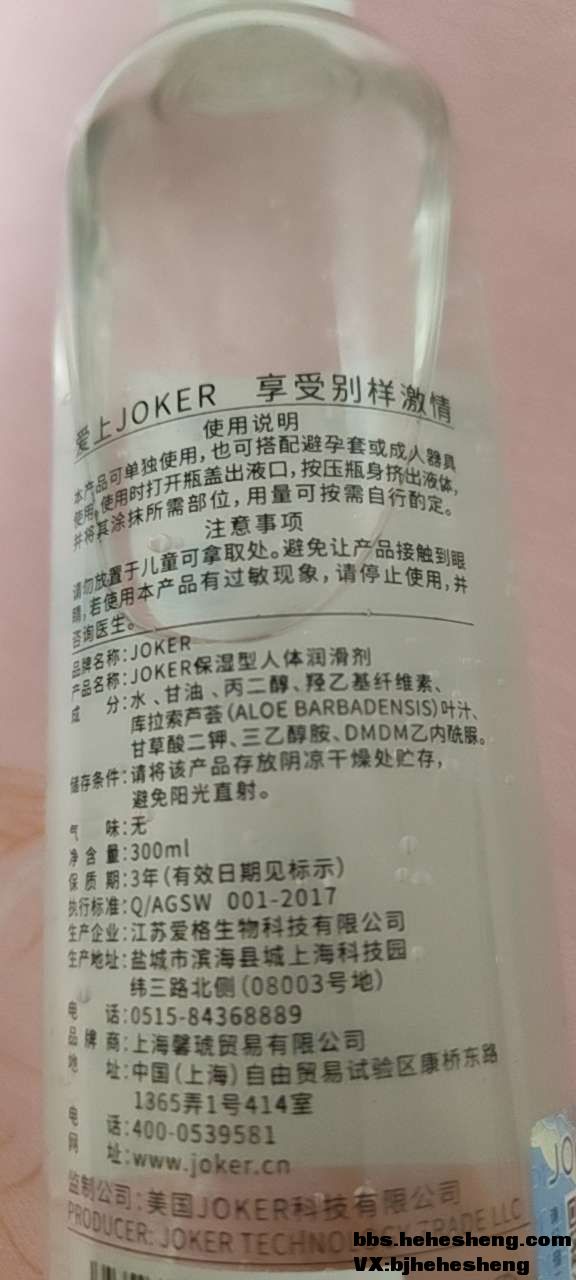 爱上JOKER 享受别样激情
使用说明
本产品可单独使用，也可搭配避孕套或成人器具
使用，使用时打开瓶盖出液口，按压瓶身挤出液体，
并将其涂抹所需部位，用量可按需自行酌定。
注意事项
请勿放置于儿童可拿取处。避免让产品接触到眼
睛，若使用本产品有过敏现象，请停止使用，并
咨询医生。
品牌名称：JOKER
产品名称：JOKER保湿型人体润滑剂
成 分：水、甘油、丙二醇、羟乙基纤维素、
库拉索芦荟（ALOE BARBADENSIS）叶汁、
甘草酸二钾、三乙醇胺、DMDM乙内酰脲。
储存条件：请将该产品存放阴凉干燥处贮存，
避免阳光直射。
气 味：无
净 含 量：300ml
保 质 期：3年（有效日期见标示）
执行标准：Q/AGSW 001-2017
生产企业：江苏爱格生物科技有限公司
生产地址：盐城市滨海县城上海科技园
纬三路北侧（08003号地）
电 话：0515-84368889
品 牌 商：上海馨琥贸易有限公司
地 址：中国（上海）自由贸易试验区康桥东路
1365弄1号414室
电 话：400-0539581
网 址：www.joker.cn
监制公司：美国JOKER科技有限公司
PRODUCER: JOKER TECHNOLOGY TRADE LLC
JO
bbs.hehesheng.com
VX:bjhehesheng